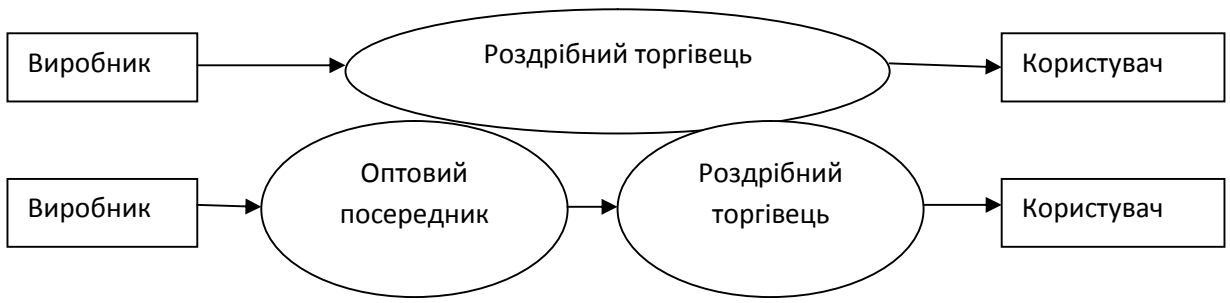 Виробник
Роздрібний торгівець
Користувач
Виробник
Оптовий
посередник
Роздрібний
торгівець
Користувач